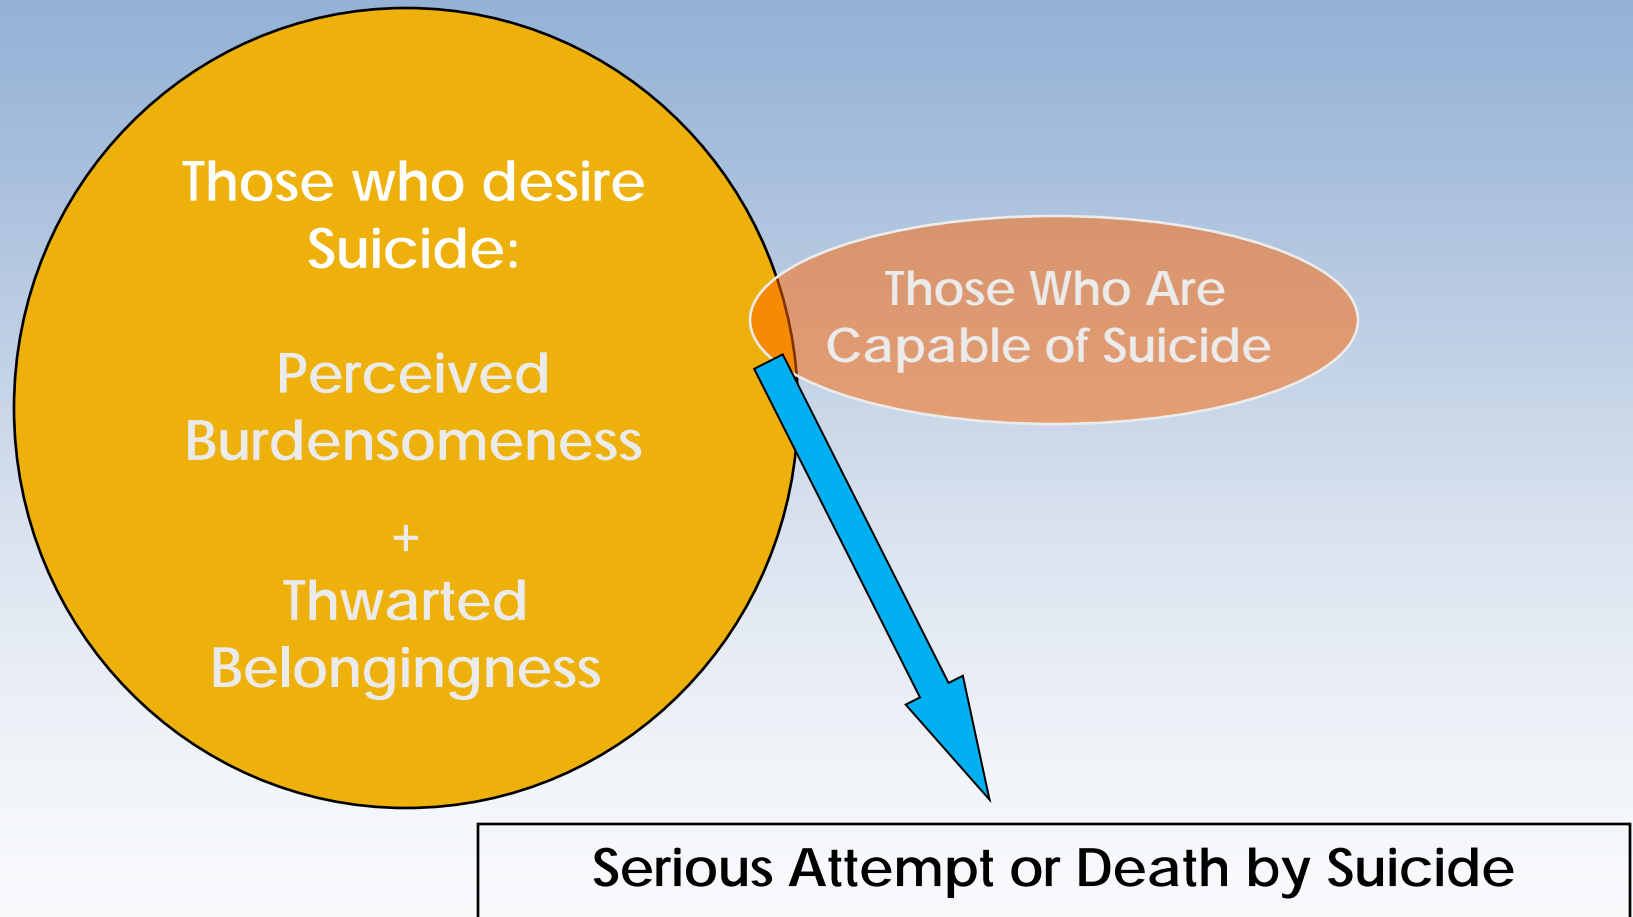 Those who desire
Suicide:
Perceived
Burdensomeness
+
Thwarted
Belongingness
Those Who Are
Capable of Suicide
Serious Attempt or Death by Suicide